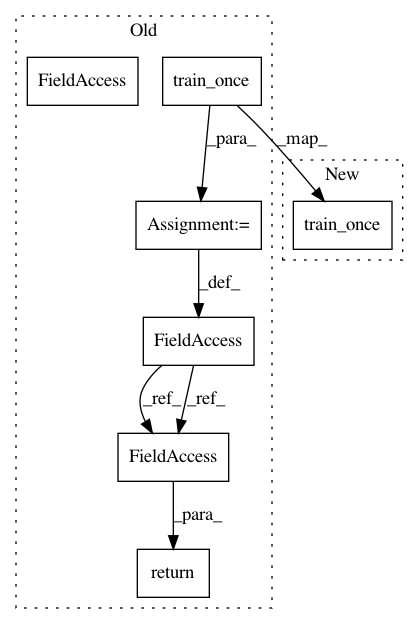 Old
FieldAccess
train_once
_para_
_map_
New
Assignment:=
train_once
_def_
FieldAccess
_ref_
_ref_
FieldAccess
_para_
return